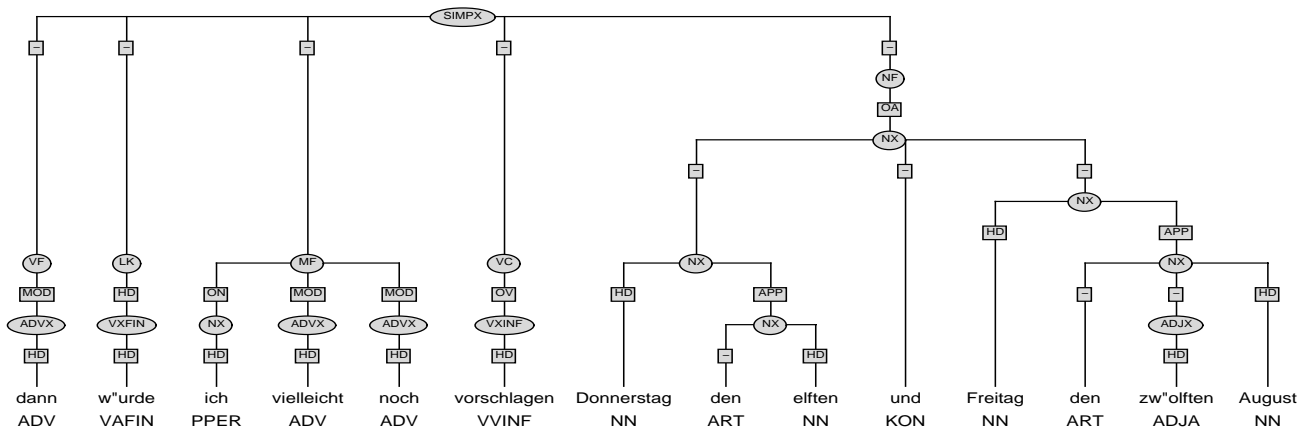 SIMPX
– – – – –
NF
OA
NX
– – –
NX
HD APP
VF LK MF VC NX NX
MOD HD ON MOD MOD OV HD APP – – HD
ADVX VXFIN NX ADVX ADVX VXINF NX ADJX
HD HD HD HD HD HD – HD HD
dann w"urde ich vielleicht noch vorschlagen Donnerstag den elften und Freitag den zw"olften August
ADV VAFIN PPER ADV ADV VVINF NN ART NN KON NN ART ADJA NN